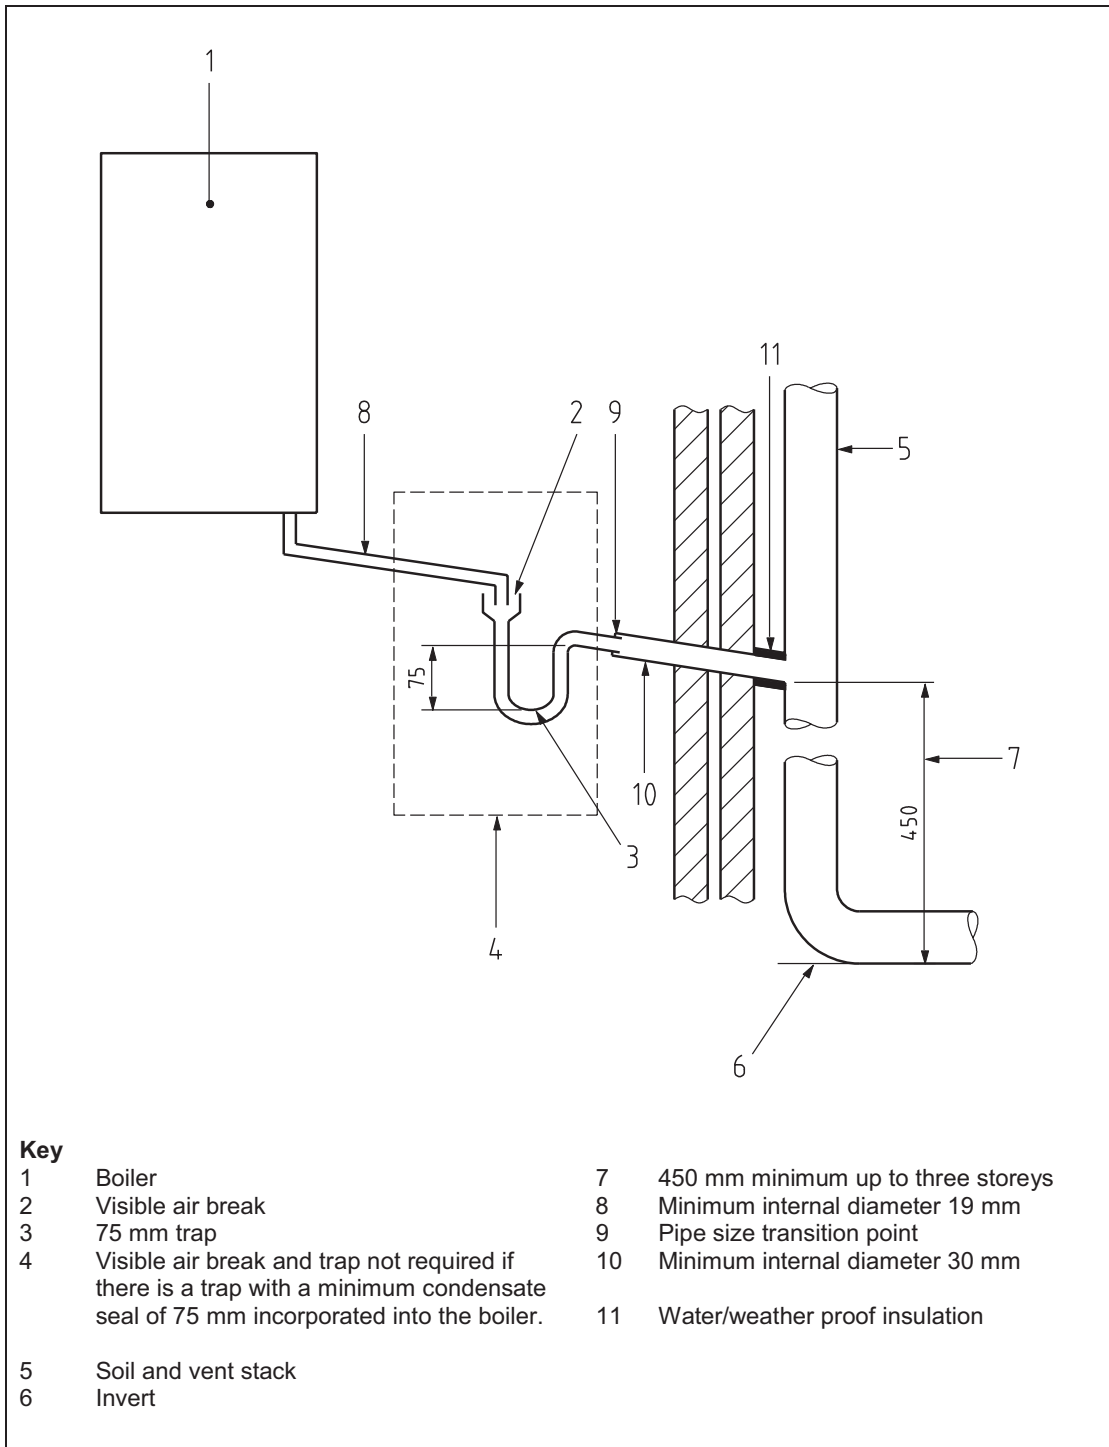 1
11
8
2
9
5
75
10
7
450
3
4
6
Key
1 Boiler
2 Visible air break
3 75 mm trap
4 Visible air break and trap not required if
there is a trap with a minimum condensate
seal of 75 mm incorporated into the boiler.
5 Soil and vent stack
6 Invert
7 450 mm minimum up to three storeys
8 Minimum internal diameter 19 mm
9 Pipe size transition point
10 Minimum internal diameter 30 mm
11 Water/weather proof insulation